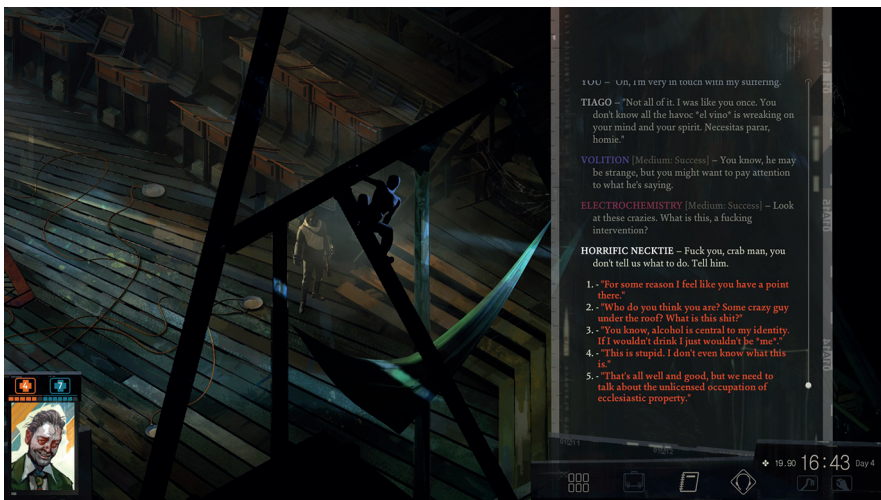 YOU – "Oh, I'm very in touch with my suffering.
TIAGO – "Not all of it. I was like you once. You
don't know all the havoc *el vino* is wreaking on
your mind and your spirit. Necesitas parar,
homie."
VOLITION [Medium: Success] – You know, he may
be strange, but you might want to pay attention
to what he's saying.
ELECTROCHEMISTRY [Medium: Success] – Look
at these crazies. What is this, a fucking
intervention?
HORRIFIC NECKTIE – Fuck you, crab man, you
don't tell us what to do. Tell him.
1. - "For some reason I feel like you have a point
there."
2. - "Who do you think you are? Some crazy guy
under the roof? What is this shit?"
3. - "You know, alcohol is central to my identity.
If I wouldn't drink I just wouldn't be *me*."
4. - "This is stupid. I don't even know what this
is."
5. - "That's all well and good, but we need to
talk about the unlicensed occupation of
ecclesiastic property."
4 7
19.90 16:43 Day 4